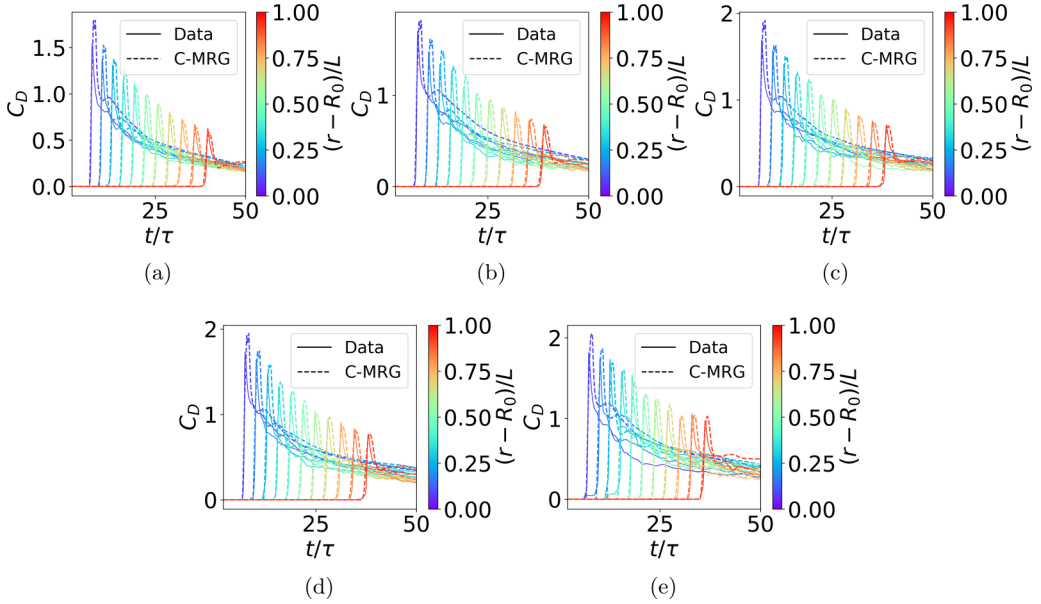 1.5
1.0
0.5
0.0
C_D
25
50
t/τ
Data
C-MRG
1.00
0.75
0.50
0.25
0.00
(r − R_0)/L
(a)
1
0
C_D
25
50
t/τ
Data
C-MRG
1.00
0.75
0.50
0.25
0.00
(r − R_0)/L
(b)
2
1
0
C_D
25
50
t/τ
Data
C-MRG
1.00
0.75
0.50
0.25
0.00
(r − R_0)/L
(c)
2
1
0
C_D
25
50
t/τ
Data
C-MRG
1.00
0.75
0.50
0.25
0.00
(r − R_0)/L
(d)
2
1
0
C_D
25
50
t/τ
Data
C-MRG
1.00
0.75
0.50
0.25
0.00
(r − R_0)/L
(e)